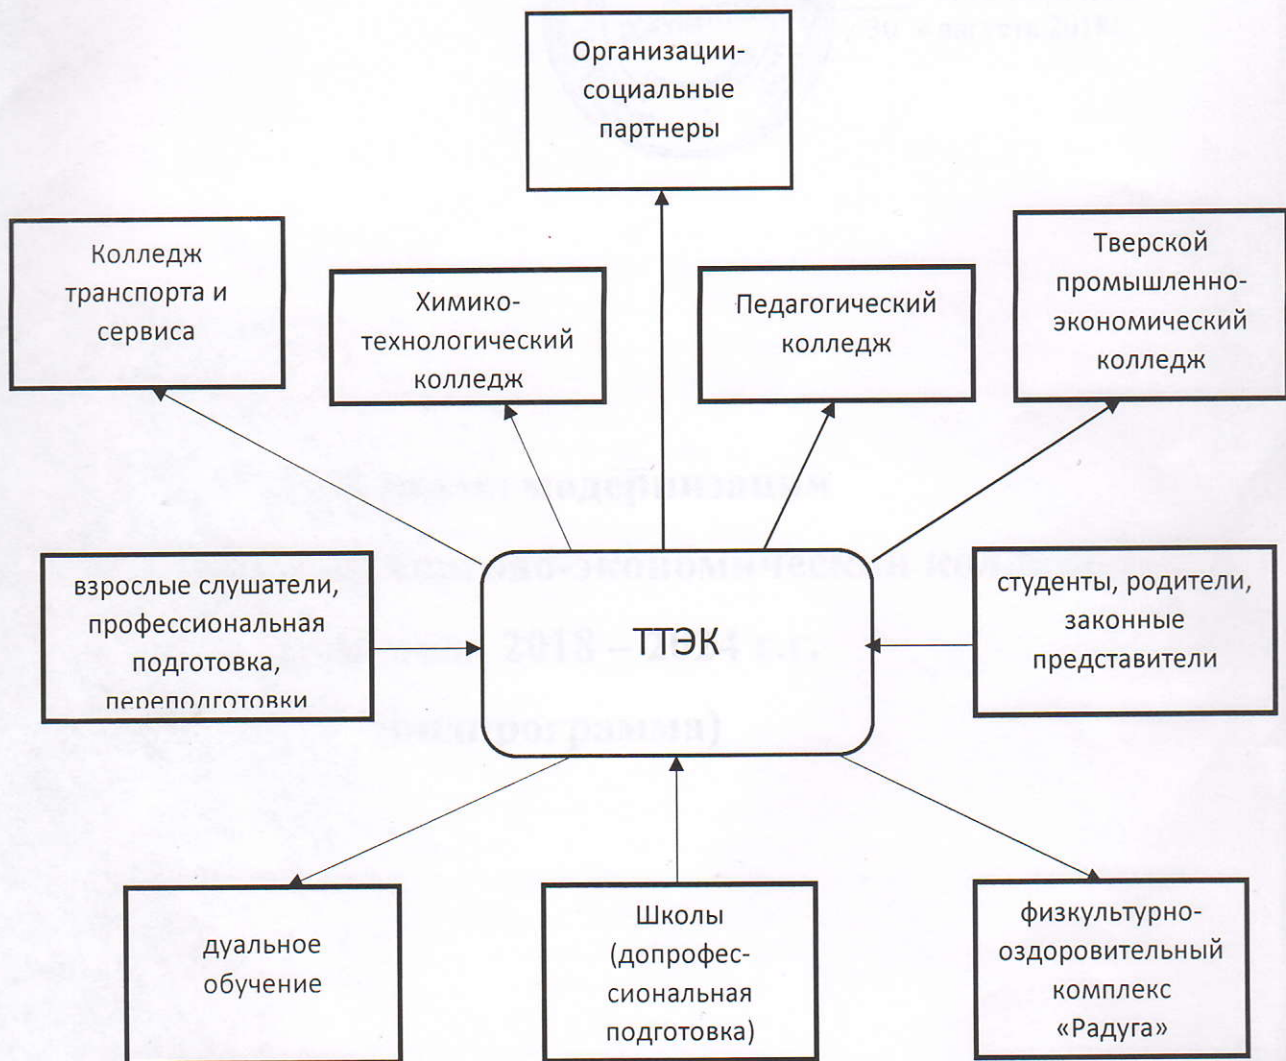 Организации-
социальные
партнеры
Колледж
транспорта и
сервиса
Химико-
технологический
колледж
Педагогический
колледж
Тверской
промышленно-
экономический
колледж
взрослые слушатели,
профессиональная
подготовка,
переподготовки
ТТЭК
студенты, родители,
законные
представители
дуальное
обучение
Школы
(допрофес-
сиональная
подготовка)
физкультурно-
оздоровительный
комплекс
«Радуга»